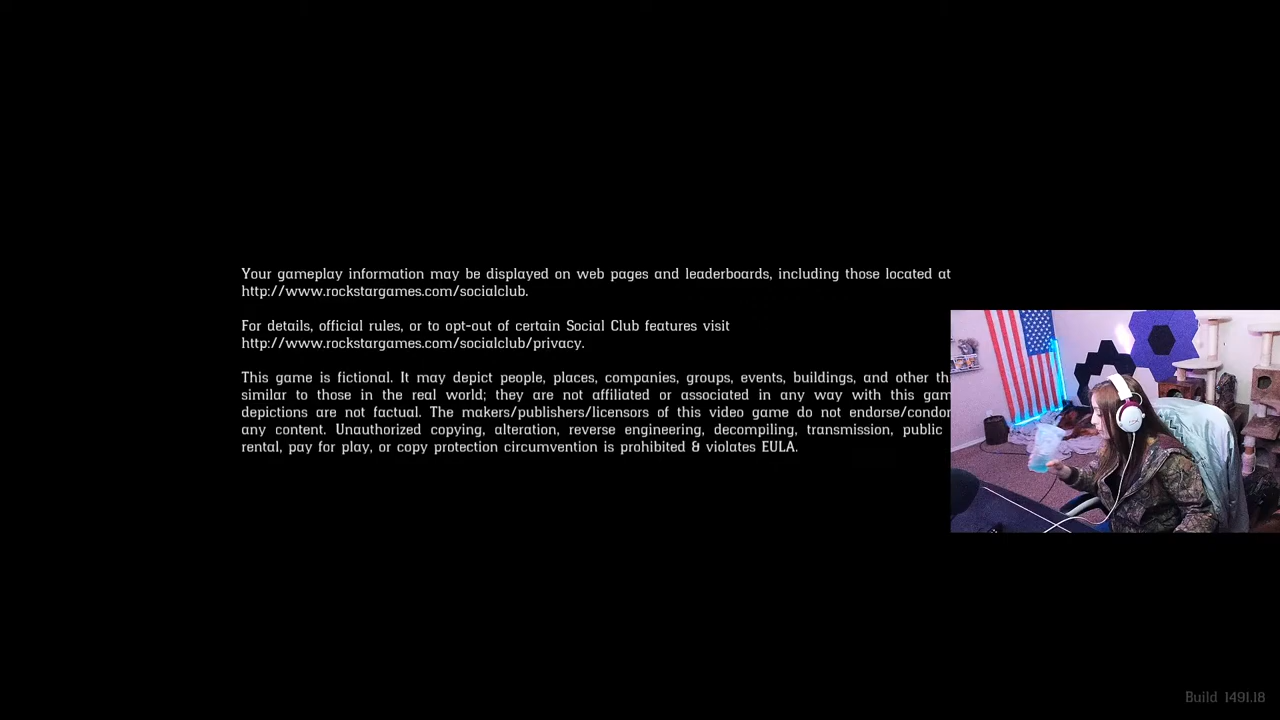 Your gameplay information may be displayed on web pages and leaderboards, including those located at
http://www.rockstargames.com/socialclub.
For details, official rules, or to opt-out of certain Social Club features visit
http://www.rockstargames.com/socialclub/privacy.
This game is fictional. It may depict people, places, companies, groups, events, buildings, and other th
similar to those in the real world; they are not affiliated or associated in any way with this gam
depictions are not factual. The makers/publishers/licensors of this video game do not endorse/condon
any content. Unauthorized copying, alteration, reverse engineering, decompiling, transmission, public
rental, pay for play, or copy protection circumvention is prohibited & violates EULA.
Build 1491.18